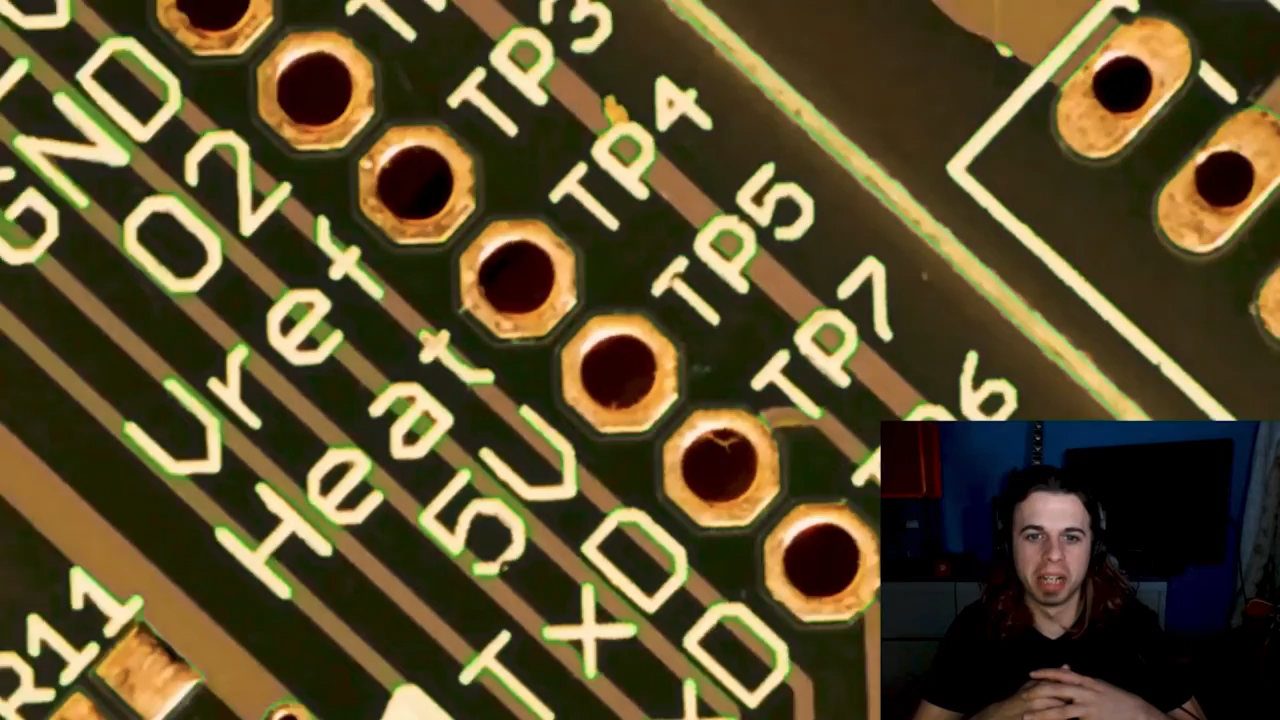 TP3
TP4
TP5
TP7
GND
O2
Vref
Heat
5V
TXD
R11